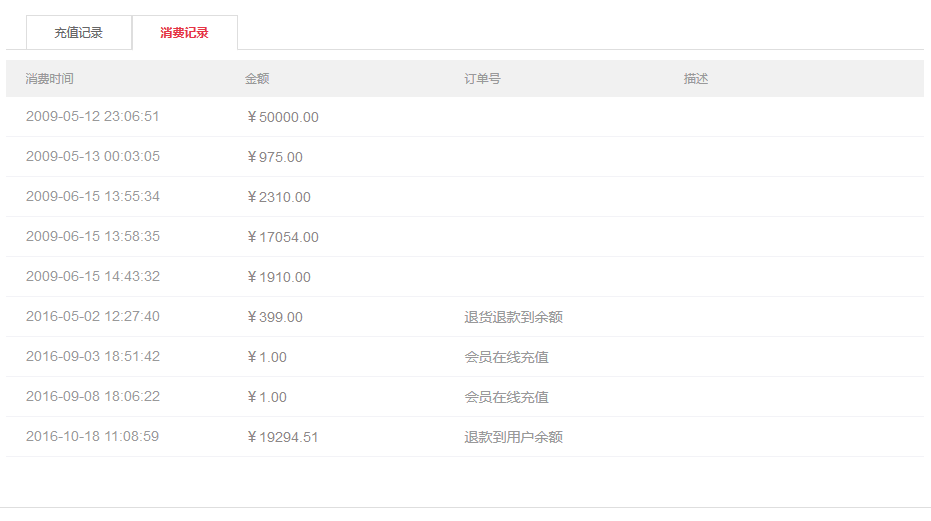 充值记录 消费记录
消费时间 金额 订单号 描述
2009-05-12 23:06:51 ￥50000.00
2009-05-13 00:03:05 ￥975.00
2009-06-15 13:55:34 ￥2310.00
2009-06-15 13:58:35 ￥17054.00
2009-06-15 14:43:32 ￥1910.00
2016-05-02 12:27:40 ￥399.00 退货退款到余额
2016-09-03 18:51:42 ￥1.00 会员在线充值
2016-09-08 18:06:22 ￥1.00 会员在线充值
2016-10-18 11:08:59 ￥19294.51 退款到用户余额